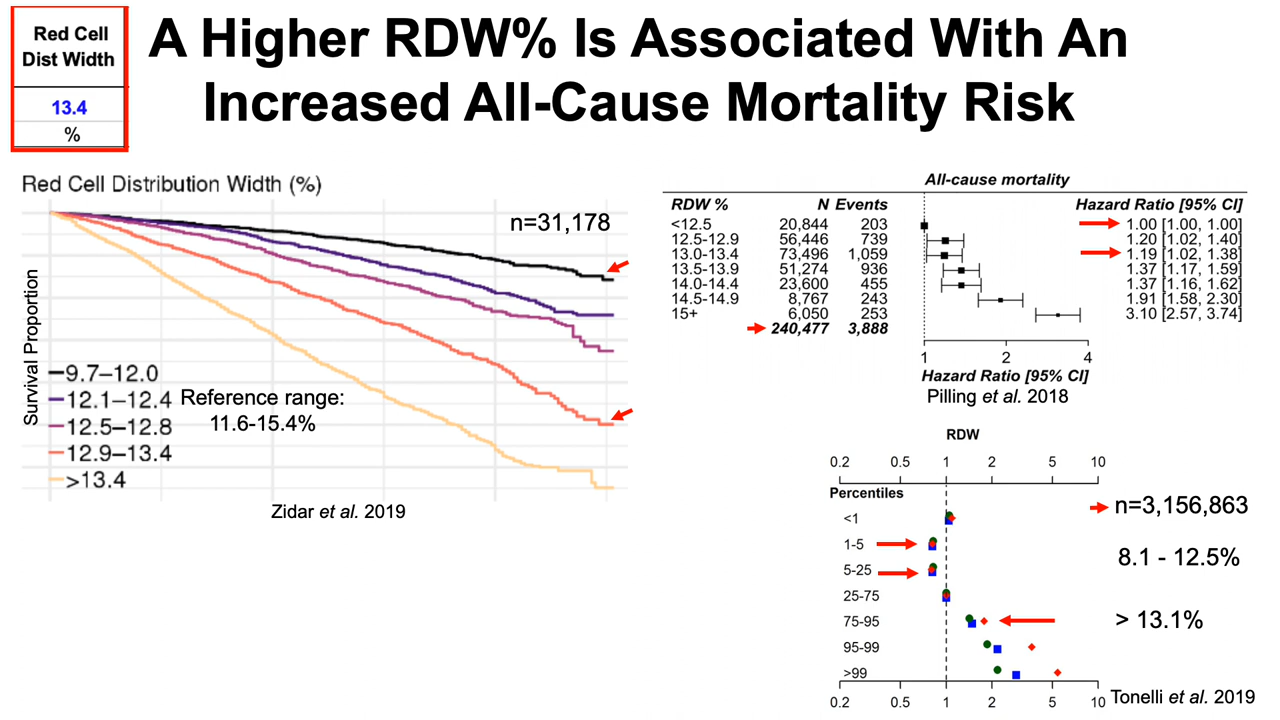 Red Cell
Dist Width
13.4
%
A Higher RDW% Is Associated With An
Increased All-Cause Mortality Risk
Red Cell Distribution Width (%)
n=31,178
Survival Proportion
9.7–12.0
12.1–12.4
12.5–12.8
12.9–13.4
>13.4
Reference range:
11.6-15.4%
Zidar et al. 2019
All-cause mortality
RDW % N Events Hazard Ratio [95% CI]
<12.5 20,844 203 1.00 [1.00, 1.00]
12.5-12.9 56,446 739 1.20 [1.02, 1.40]
13.0-13.4 73,496 1,059 1.19 [1.02, 1.38]
13.5-13.9 51,274 936 1.37 [1.17, 1.59]
14.0-14.4 23,600 455 1.37 [1.16, 1.62]
14.5-14.9 8,767 243 1.91 [1.58, 2.30]
15+ 6,050 253 3.10 [2.57, 3.74]
240,477 3,888
1 2 4
Hazard Ratio [95% CI]
Pilling et al. 2018
RDW
0.2 0.5 1 2 5 10
Percentiles
<1
1-5
5-25
25-75
75-95
95-99
>99
0.2 0.5 1 2 5 10
n=3,156,863
8.1 - 12.5%
> 13.1%
Tonelli et al. 2019